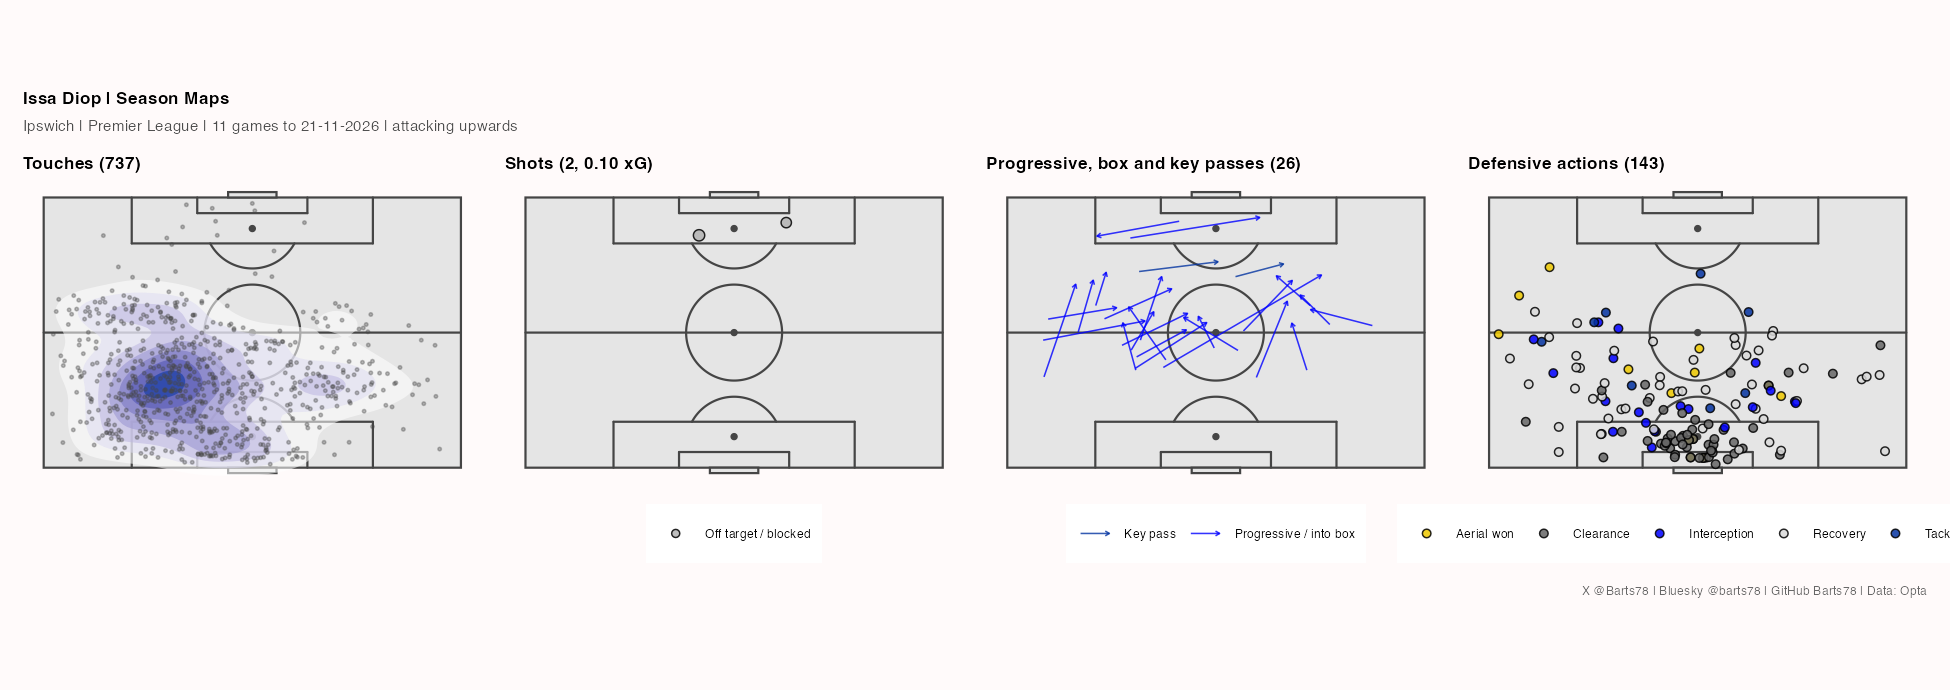 Issa Diop | Season Maps
Ipswich | Premier League | 11 games to 21-11-2026 | attacking upwards
Touches (737)
Shots (2, 0.10 xG)
Progressive, box and key passes (26)
Defensive actions (143)
Off target / blocked
Key pass
Progressive / into box
Aerial won
Clearance
Interception
Recovery
Tack
X @Barts78 | Bluesky @barts78 | GitHub Barts78 | Data: Opta